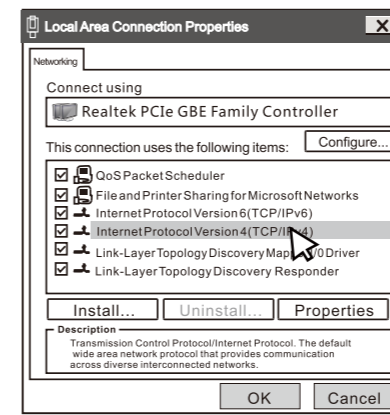 Local Area Connection Properties
X
Networking
Connect using
Realtek PCIe GBE Family Controller
This connection uses the following items:
Configure...
QoS Packet Scheduler
File and Printer Sharing for Microsoft Networks
Internet Protocol Version 6(TCP/IPv6)
Internet Protocol Version 4(TCP/IPv4)
Link-Layer Topology Discovery Mapper I/0 Driver
Link-Layer Topology Discovery Responder
Install... Uninstall... Properties
Description
Transmission Control Protocol/Internet Protocol. The default
wide area network protocol that provides communication
across diverse interconnected networks.
OK Cancel